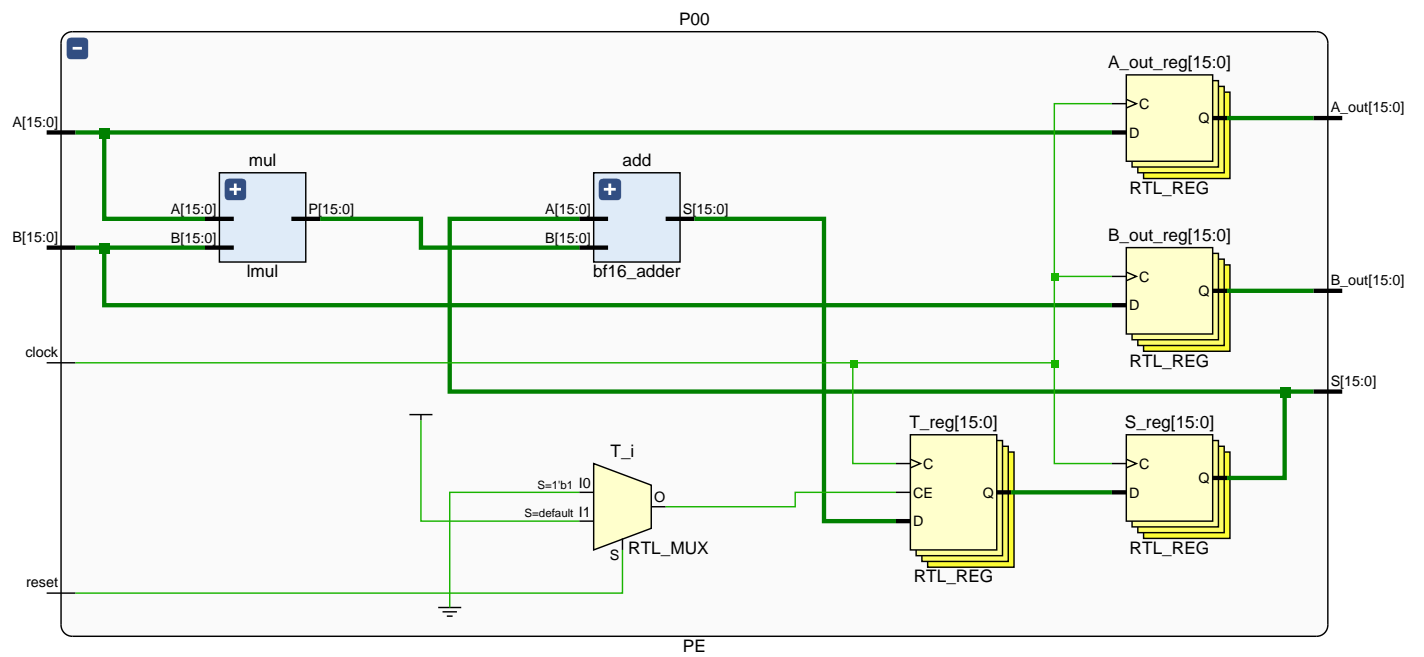 P00
A_out_reg[15:0]
A[15:0]
C
D
Q
A_out[15:0]
RTL_REG
mul
A[15:0]
B[15:0]
P[15:0]
lmul
add
A[15:0]
B[15:0]
S[15:0]
bf16_adder
B[15:0]
B_out_reg[15:0]
C
D
Q
B_out[15:0]
RTL_REG
clock
S[15:0]
T_i
S=1'b1 I0
S=default I1
S
O
RTL_MUX
T_reg[15:0]
C
CE
D
Q
RTL_REG
S_reg[15:0]
C
D
Q
RTL_REG
reset
PE